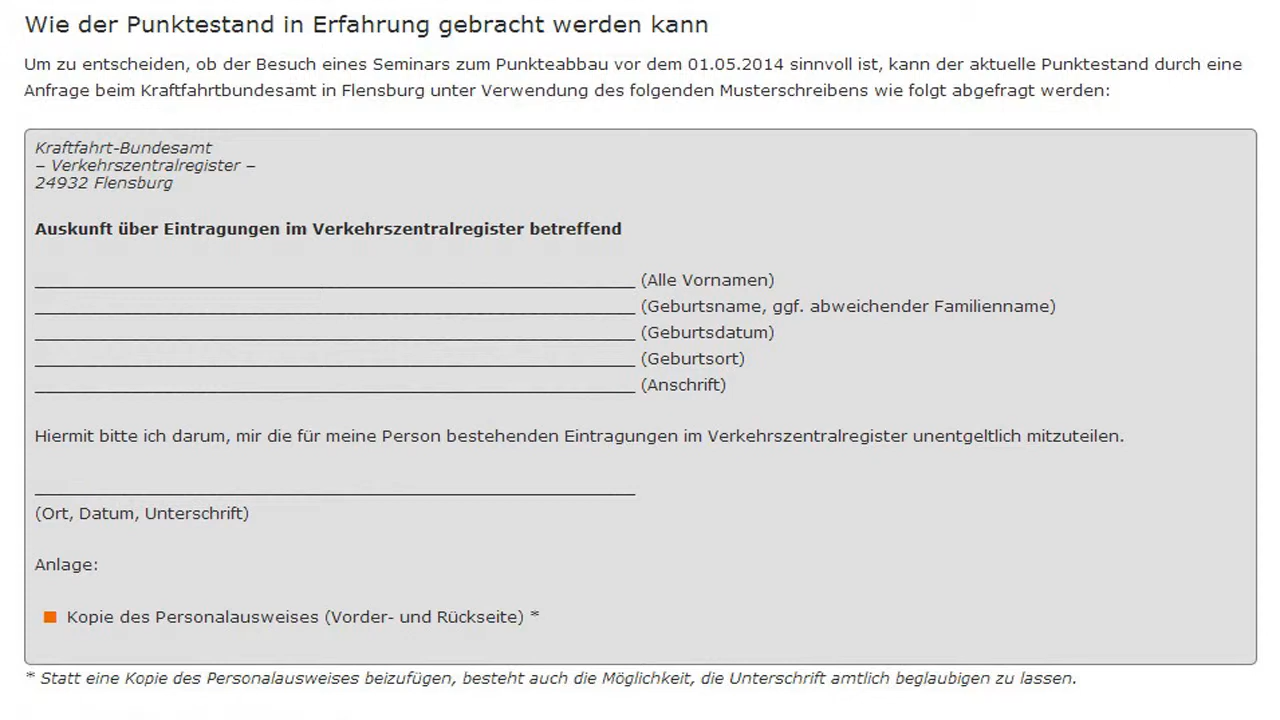 Wie der Punktestand in Erfahrung gebracht werden kann
Um zu entscheiden, ob der Besuch eines Seminars zum Punkteabbau vor dem 01.05.2014 sinnvoll ist, kann der aktuelle Punktestand durch eine
Anfrage beim Kraftfahrtbundesamt in Flensburg unter Verwendung des folgenden Musterschreibens wie folgt abgefragt werden:
Kraftfahrt-Bundesamt
– Verkehrszentralregister –
24932 Flensburg
Auskunft über Eintragungen im Verkehrszentralregister betreffend
(Alle Vornamen)
(Geburtsname, ggf. abweichender Familienname)
(Geburtsdatum)
(Geburtsort)
(Anschrift)
Hiermit bitte ich darum, mir die für meine Person bestehenden Eintragungen im Verkehrszentralregister unentgeltlich mitzuteilen.
(Ort, Datum, Unterschrift)
Anlage:
Kopie des Personalausweises (Vorder- und Rückseite) *
* Statt eine Kopie des Personalausweises beizufügen, besteht auch die Möglichkeit, die Unterschrift amtlich beglaubigen zu lassen.